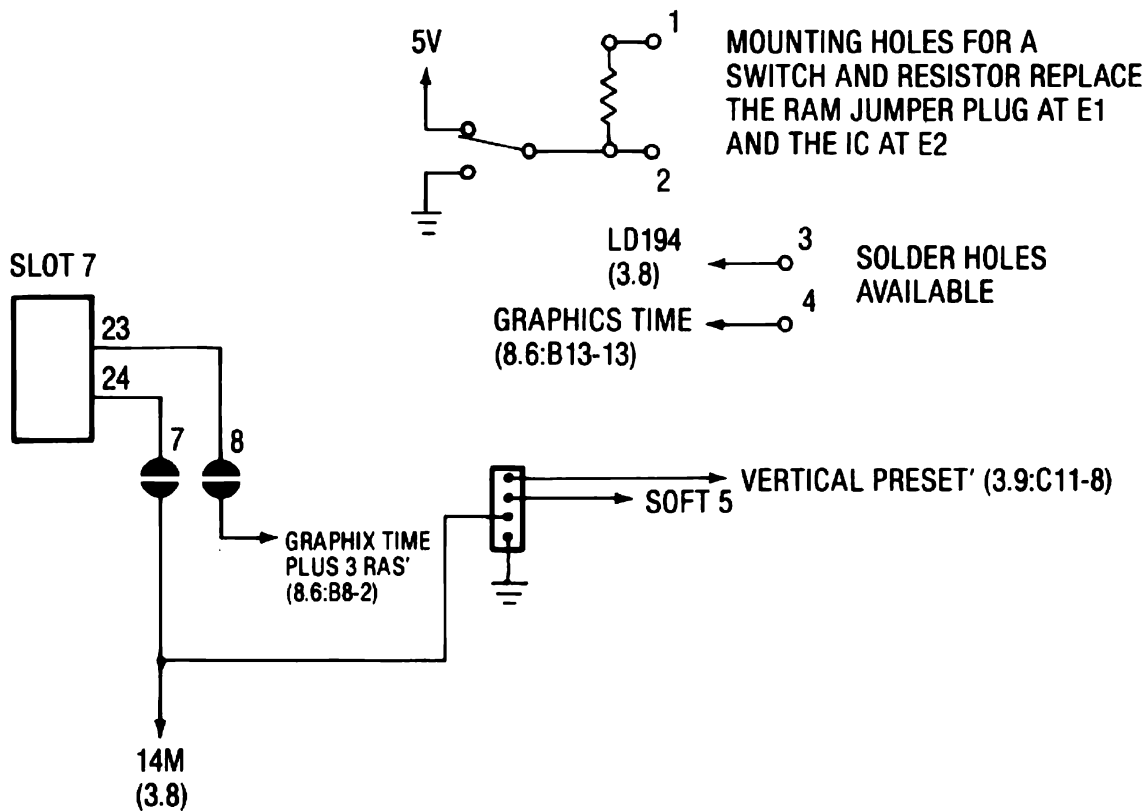 5V
1
MOUNTING HOLES FOR A
SWITCH AND RESISTOR REPLACE
THE RAM JUMPER PLUG AT E1
AND THE IC AT E2
2
LD194
(3.8)
3
SOLDER HOLES
AVAILABLE
4
GRAPHICS TIME
(8.6:B13-13)
SLOT 7
23
24
7
8
GRAPHIX TIME
PLUS 3 RAS'
(8.6:B8-2)
VERTICAL PRESET' (3.9:C11-8)
SOFT 5
14M
(3.8)